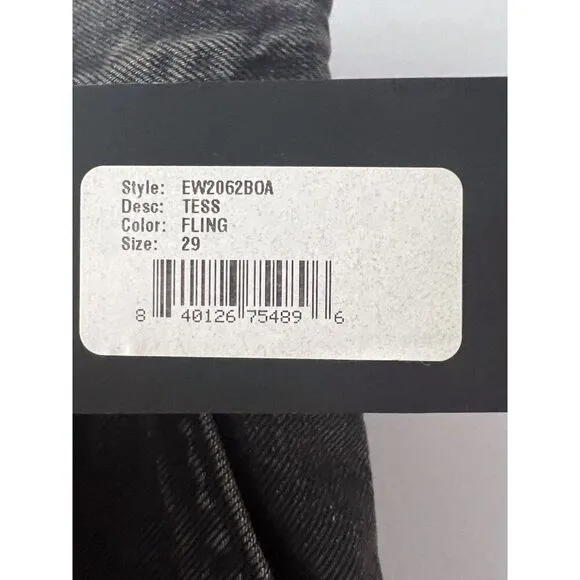 Style: EW2062BOA
Desc: TESS
Color: FLING
Size: 29
8 40126 75489 6